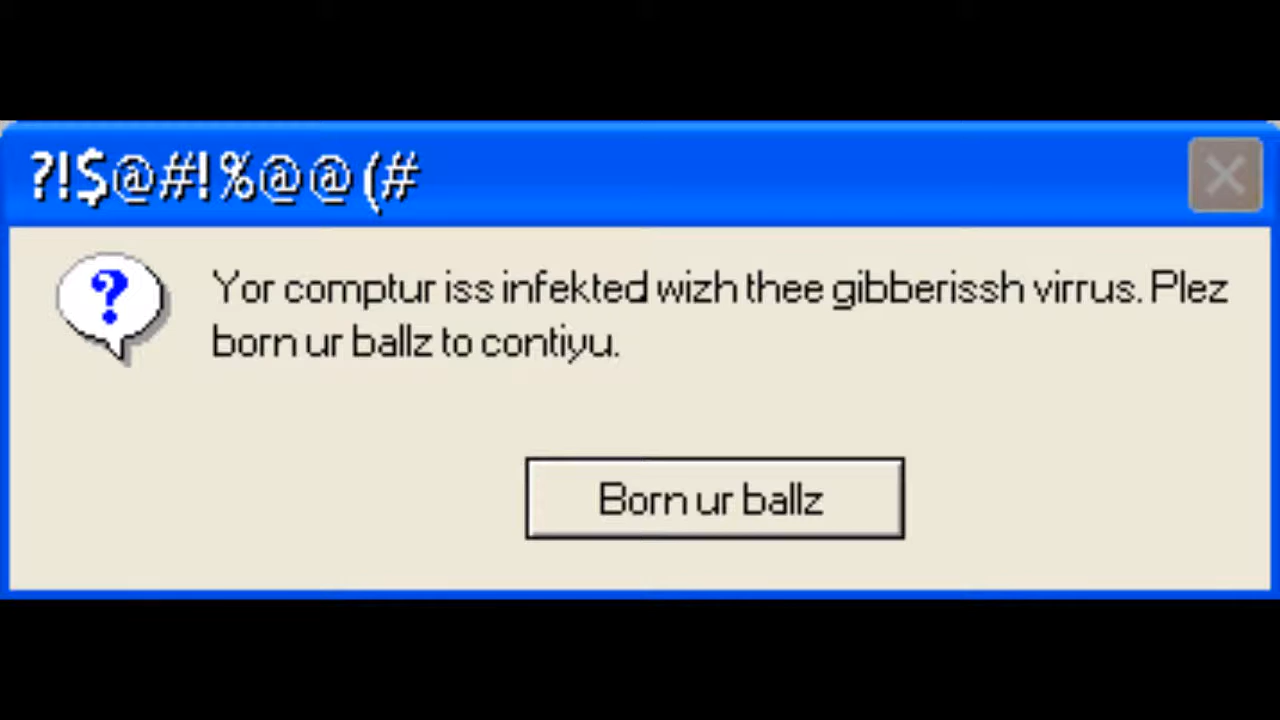 ?!$@#!%@@(#
Yor comptur iss infekted wizh thee gibberissh virrus. Plez
born ur ballz to contiyu.
Born ur ballz